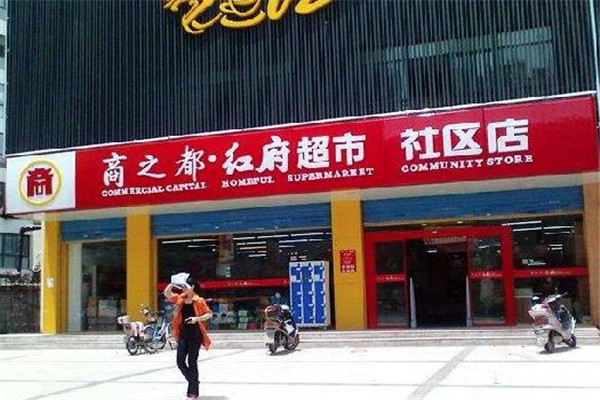 商
商之都·红府超市 社区店
COMMERCIAL CAPITAL HOMEFUL SUPERMARKET COMMUNITY STORE